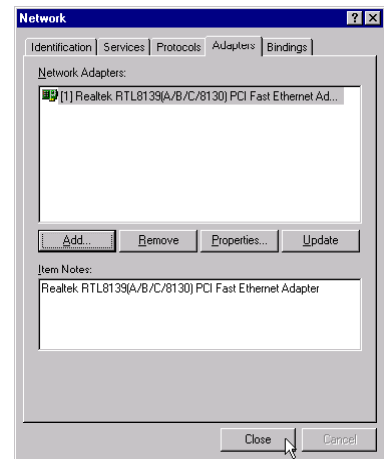 Network
Identification Services Protocols Adapters Bindings
Network Adapters:
[1] Realtek RTL8139(A/B/C/8130) PCI Fast Ethernet Ad...
Add... Remove Properties... Update
Item Notes:
Realtek RTL8139(A/B/C/8130) PCI Fast Ethernet Adapter
Close Cancel